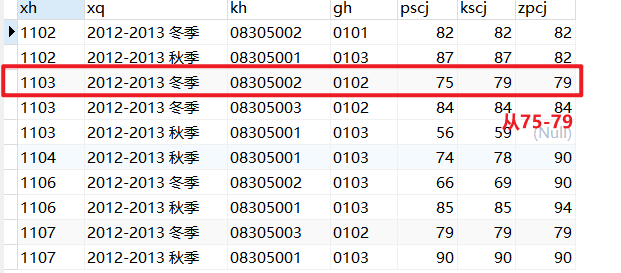 xh xq kh gh pscj kscj zpcj
1102 2012-2013 冬季 08305002 0101 82 82 82
1102 2012-2013 秋季 08305001 0103 87 87 82
1103 2012-2013 冬季 08305002 0102 75 79 79
1103 2012-2013 冬季 08305003 0102 84 84 84
从75-79
1103 2012-2013 秋季 08305001 0103 56 59 (Null)
1104 2012-2013 秋季 08305001 0103 74 78 90
1106 2012-2013 冬季 08305002 0103 66 69 90
1106 2012-2013 秋季 08305001 0103 85 85 94
1107 2012-2013 冬季 08305003 0102 79 79 79
1107 2012-2013 秋季 08305001 0103 90 90 90